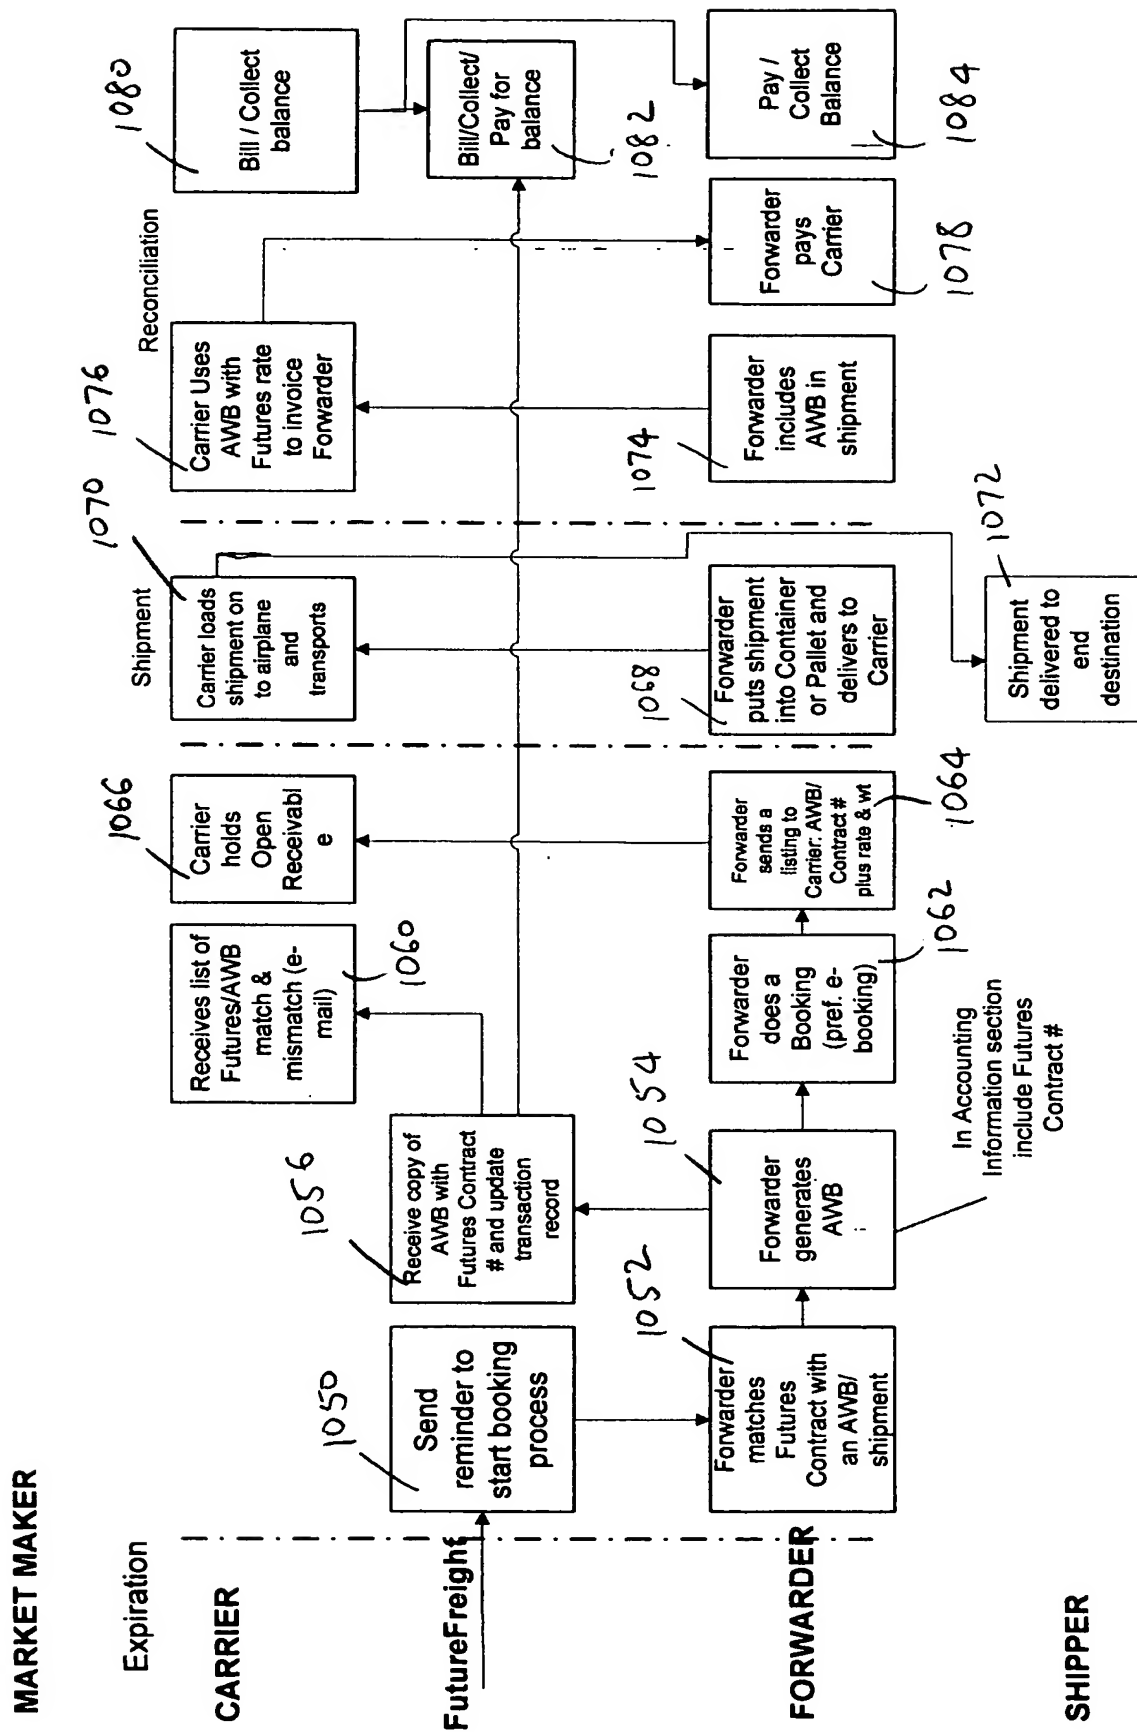 MARKET MAKER
Expiration
Shipment
Reconciliation
CARRIER
1060
Receives list of
Futures/AWB
match &
mismatch (e-
mail)
1066
Carrier
holds
Open
Receivabl
e
1070
Carrier loads
shipment on
to airplane
and
transports
1076
Carrier Uses
AWB with
Futures rate
to invoice
Forwarder
1080
Bill / Collect
balance
FutureFreight
1050
Send
reminder to
start booking
process
1056
Receive copy of
AWB with
Futures Contract
# and update
transaction
record
Bill/Collect/
Pay for
balance
1082
FORWARDER
1052
Forwarder
matches
Futures
Contract with
an AWB/
shipment
1054
Forwarder
generates
AWB
In Accounting
Information section
include Futures
Contract #
Forwarder
does a
Booking
(pref. e-
booking)
1062
Forwarder
sends a
listing to
Carrier: AWB/
Contract #
plus rate & wt
1064
1068
Forwarder
puts shipment
into Container
or Pallet and
delivers to
Carrier
1074
Forwarder
includes
AWB in
shipment
Forwarder
pays
Carrier
1078
Pay /
Collect
Balance
1084
SHIPPER
Shipment
delivered to
end
destination
1072